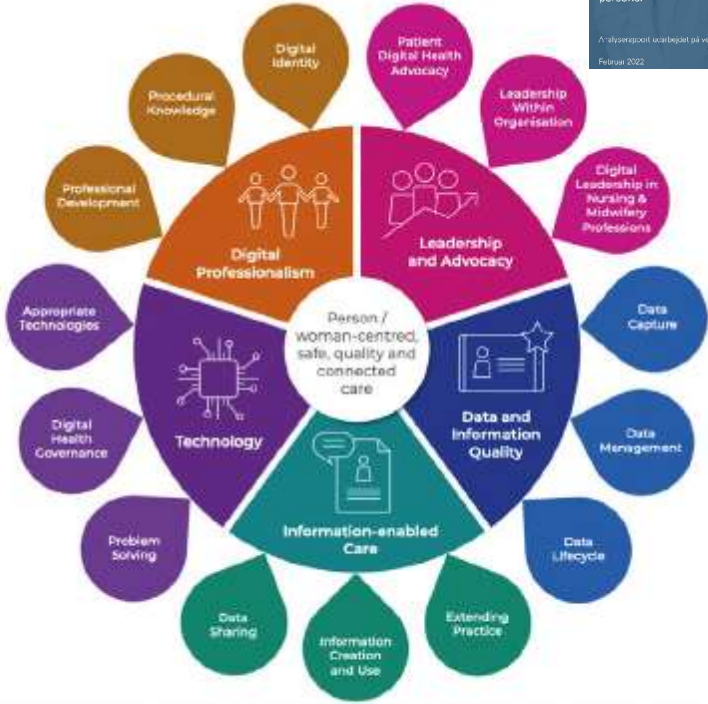 Analyserapport udarbejdet på
Februar 2022
Digital
Identity
Patient
Digital Health
Advocacy
Procedural
Knowledge
Leadership
Within
Organisation
Professional
Development
Digital
Leadership in
Nursing &
Midwifery
Professions
Digital
Professionalism
Leadership
and Advocacy
Appropriate
Technologies
Person /
woman-centred,
safe, quality and
connected
care
Data
Capture
Digital
Health
Governance
Technology
Data and
Information
Quality
Data
Management
Problem
Solving
Information-enabled
Care
Data
Lifecycle
Data
Sharing
Information
Creation
and Use
Extending
Practice